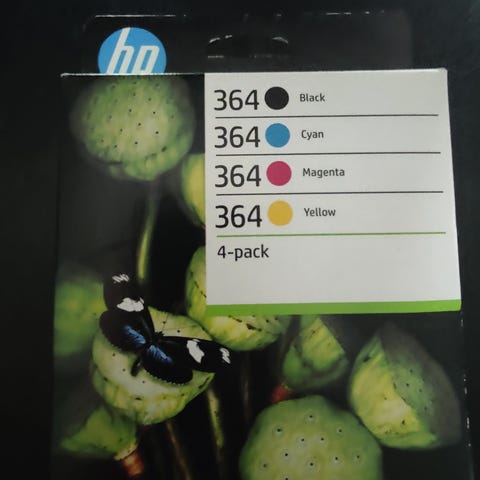 hp
364 Black
364 Cyan
364 Magenta
364 Yellow
4-pack